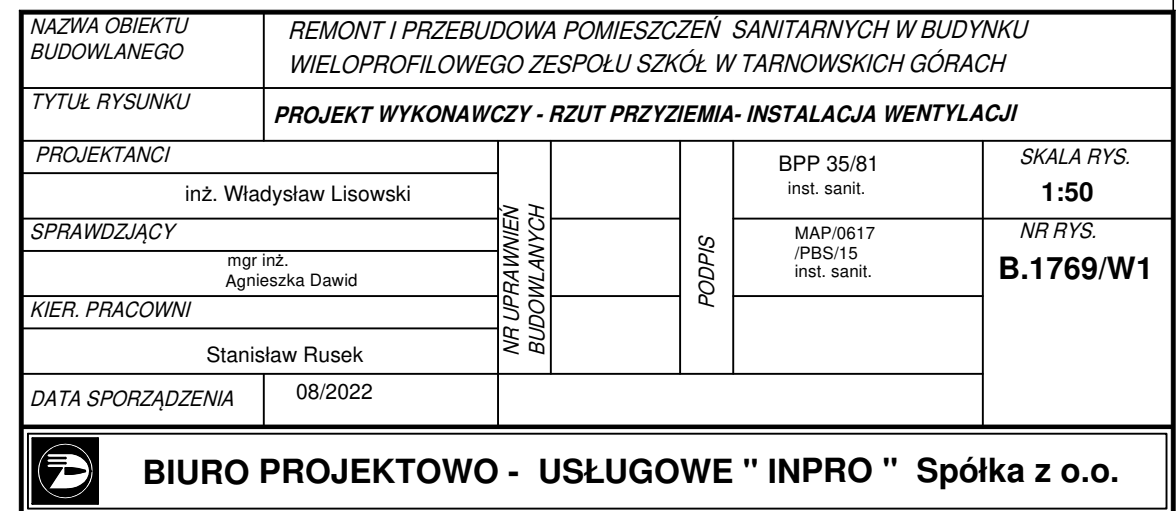 NAZWA OBIEKTU
BUDOWLANEGO
REMONT I PRZEBUDOWA POMIESZCZEŃ SANITARNYCH W BUDYNKU
WIELOPROFILOWEGO ZESPOŁU SZKÓŁ W TARNOWSKICH GÓRACH
TYTUŁ RYSUNKU
PROJEKT WYKONAWCZY - RZUT PRZYZIEMIA- INSTALACJA WENTYLACJI
PROJEKTANCI
inż. Władysław Lisowski
NR UPRAWNIEŃ
BUDOWLANYCH
PODPIS
BPP 35/81
inst. sanit.
SKALA RYS.
1:50
SPRAWDZJĄCY
mgr inż.
Agnieszka Dawid
MAP/0617
/PBS/15
inst. sanit.
NR RYS.
B.1769/W1
KIER. PRACOWNI
Stanisław Rusek
DATA SPORZĄDZENIA
08/2022
BIURO PROJEKTOWO - USŁUGOWE " INPRO " Spółka z o.o.